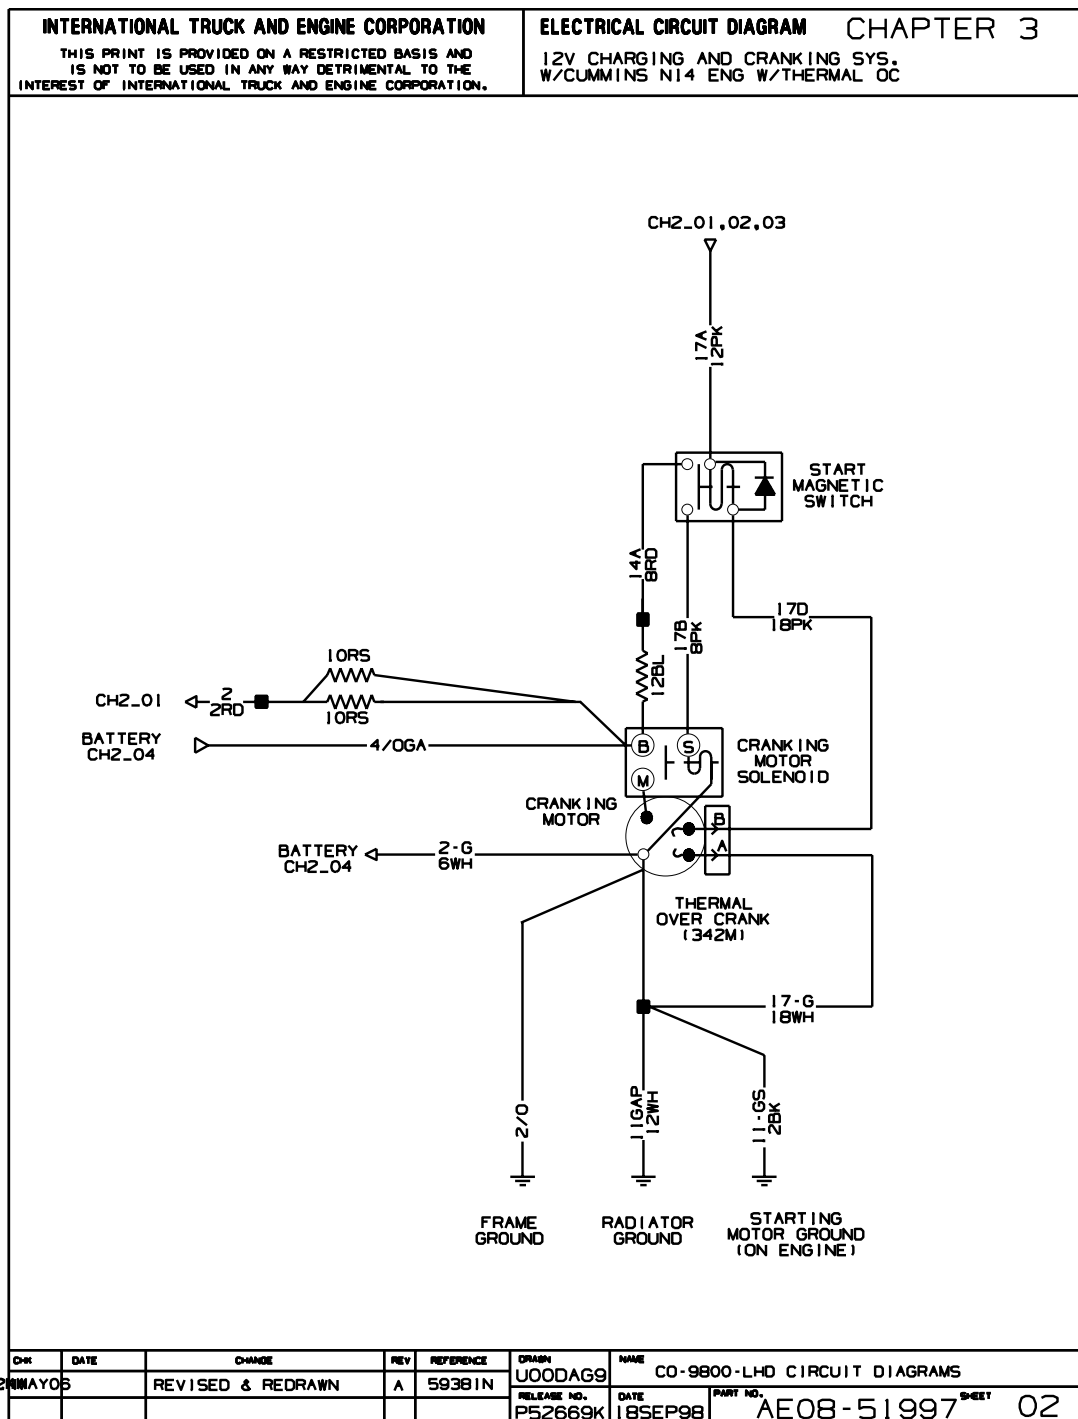 INTERNATIONAL TRUCK AND ENGINE CORPORATION
THIS PRINT IS PROVIDED ON A RESTRICTED BASIS AND
IS NOT TO BE USED IN ANY WAY DETRIMENTAL TO THE
INTEREST OF INTERNATIONAL TRUCK AND ENGINE CORPORATION.
ELECTRICAL CIRCUIT DIAGRAM CHAPTER 3
12V CHARGING AND CRANKING SYS.
W/CUMMINS N14 ENG W/THERMAL OC
CH2_01,02,03
17A
12PK
START
MAGNETIC
SWITCH
14A
8RD
17B
8PK
17D
18PK
12BL
10RS
CH2_01
2
2RD
10RS
BATTERY
CH2_04
4/0GA
B
S
M
CRANKING
MOTOR
SOLENOID
CRANKING
MOTOR
B
A
BATTERY
CH2_04
2-G
6WH
THERMAL
OVER CRANK
(342M)
17-G
18WH
2/0
11GAP
12WH
11-GS
2BK
FRAME
GROUND
RADIATOR
GROUND
STARTING
MOTOR GROUND
(ON ENGINE)
CHK DATE CHANGE REV REFERENCE
REVISED & REDRAWN A 59381N
DRAWN
U00DAG9
NAME
CO-9800-LHD CIRCUIT DIAGRAMS
RELEASE NO.
P52669K
DATE
18SEP98
PART NO.
AE08-51997
SHEET
02